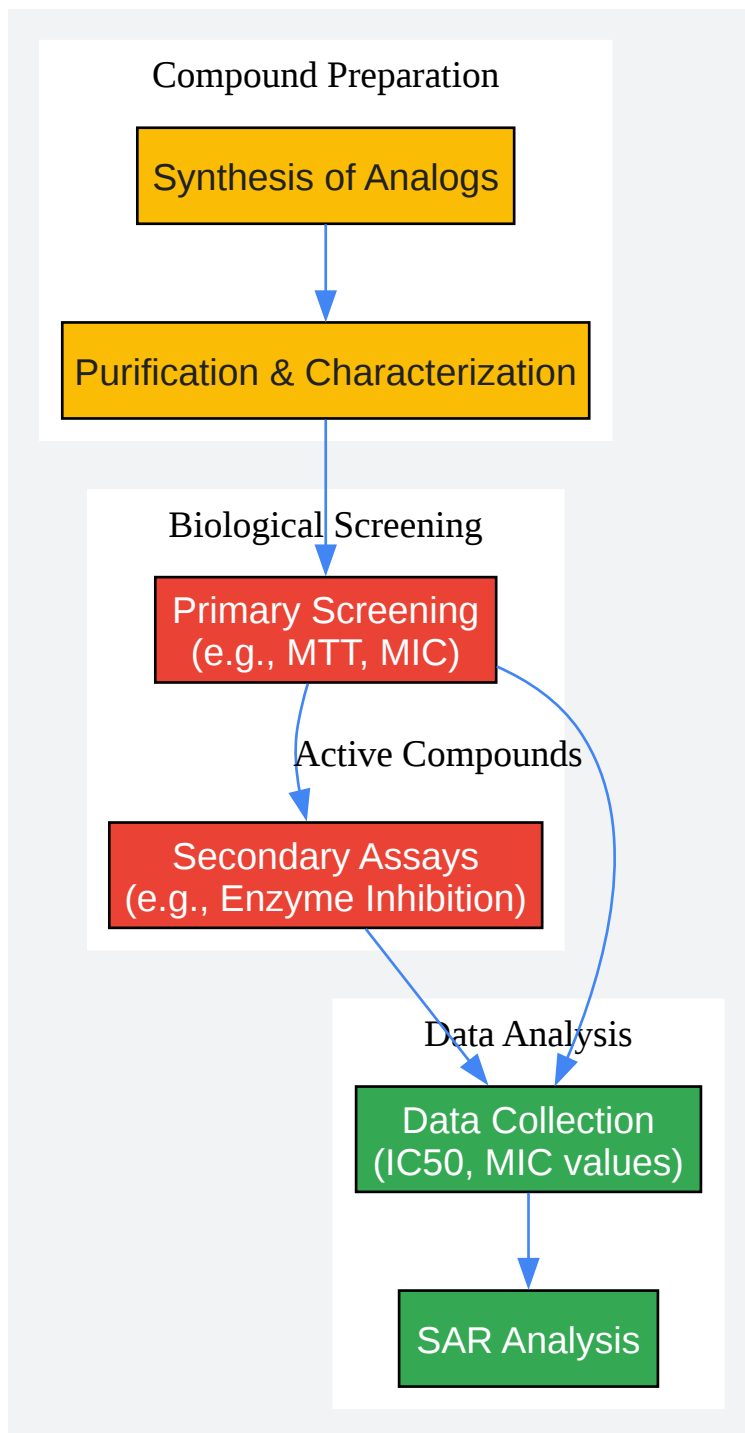 Compound Preparation
Synthesis of Analogs
Purification & Characterization
Biological Screening
Primary Screening
(e.g., MTT, MIC)
Active Compounds
Secondary Assays
(e.g., Enzyme Inhibition)
Data Analysis
Data Collection
(IC50, MIC values)
SAR Analysis